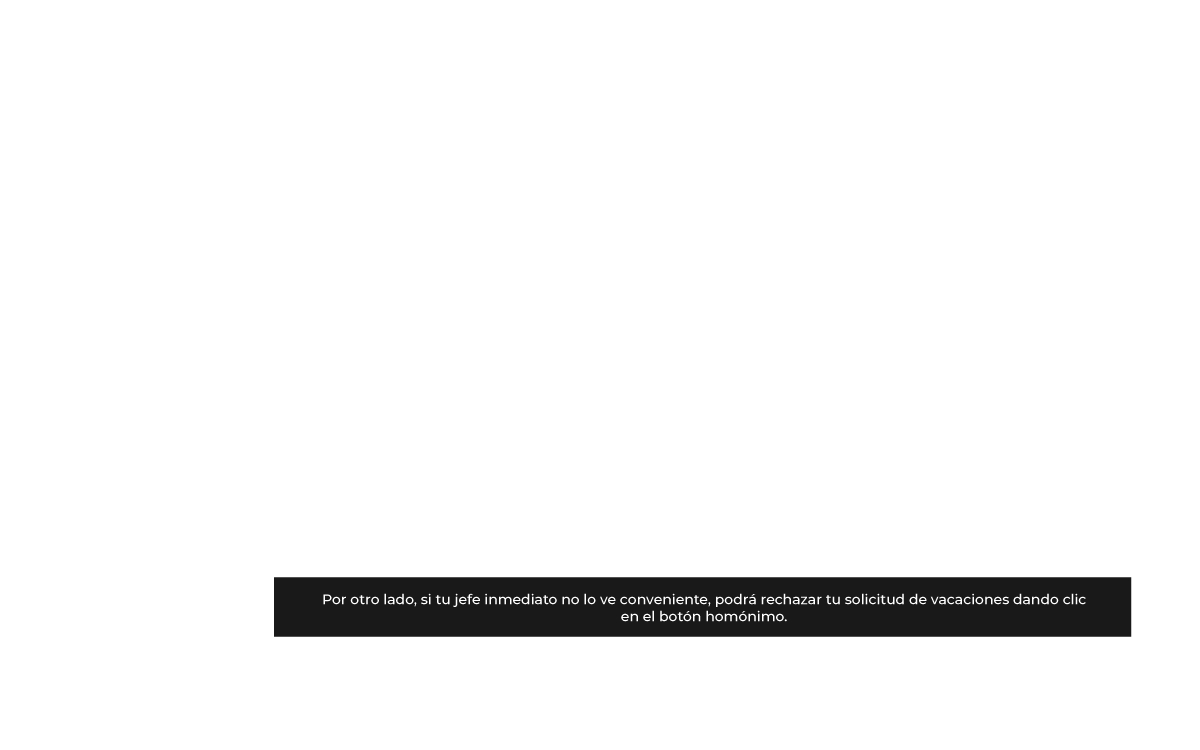 Por otro lado, si tu jefe inmediato no lo ve conveniente, podrá rechazar tu solicitud de vacaciones dando clic
en el botón homónimo.